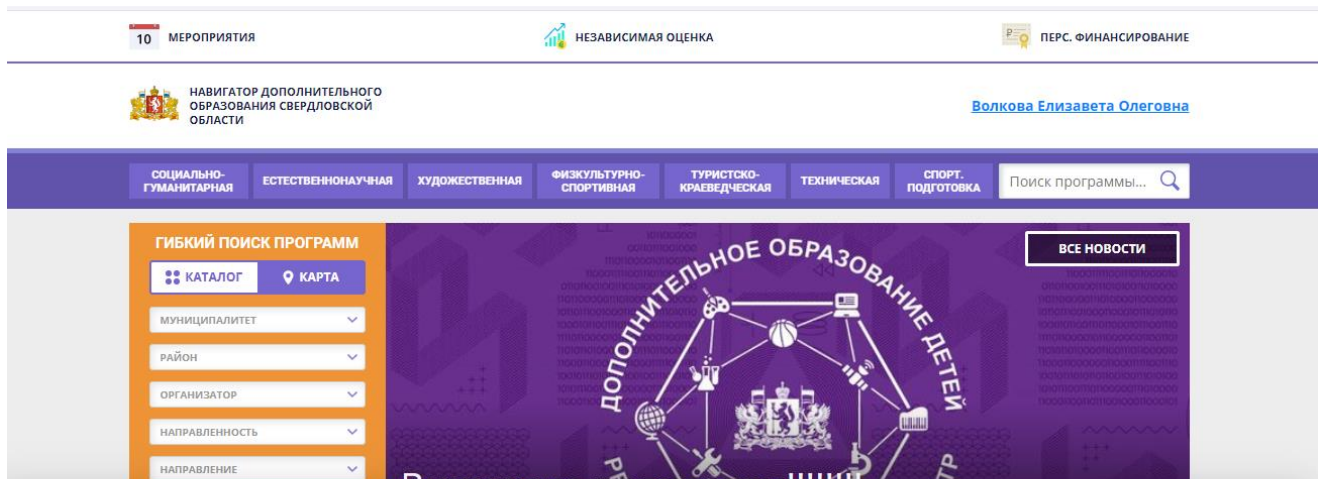 10 МЕРОПРИЯТИЯ
НЕЗАВИСИМАЯ ОЦЕНКА
ПЕРС. ФИНАНСИРОВАНИЕ
НАВИГАТОР ДОПОЛНИТЕЛЬНОГО
ОБРАЗОВАНИЯ СВЕРДЛОВСКОЙ
ОБЛАСТИ
Волкова Елизавета Олеговна
СОЦИАЛЬНО-
ГУМАНИТАРНАЯ
ЕСТЕСТВЕННОНАУЧНАЯ
ХУДОЖЕСТВЕННАЯ
ФИЗКУЛЬТУРНО-
СПОРТИВНАЯ
ТУРИСТСКО-
КРАЕВЕДЧЕСКАЯ
ТЕХНИЧЕСКАЯ
СПОРТ.
ПОДГОТОВКА
Поиск программы...
ГИБКИЙ ПОИСК ПРОГРАММ
КАТАЛОГ
КАРТА
МУНИЦИПАЛИТЕТ
РАЙОН
ОРГАНИЗАТОР
НАПРАВЛЕННОСТЬ
НАПРАВЛЕНИЕ
ВСЕ НОВОСТИ
ДОПОЛНИТЕЛЬНОЕ ОБРАЗОВАНИЕ ДЕТЕЙ